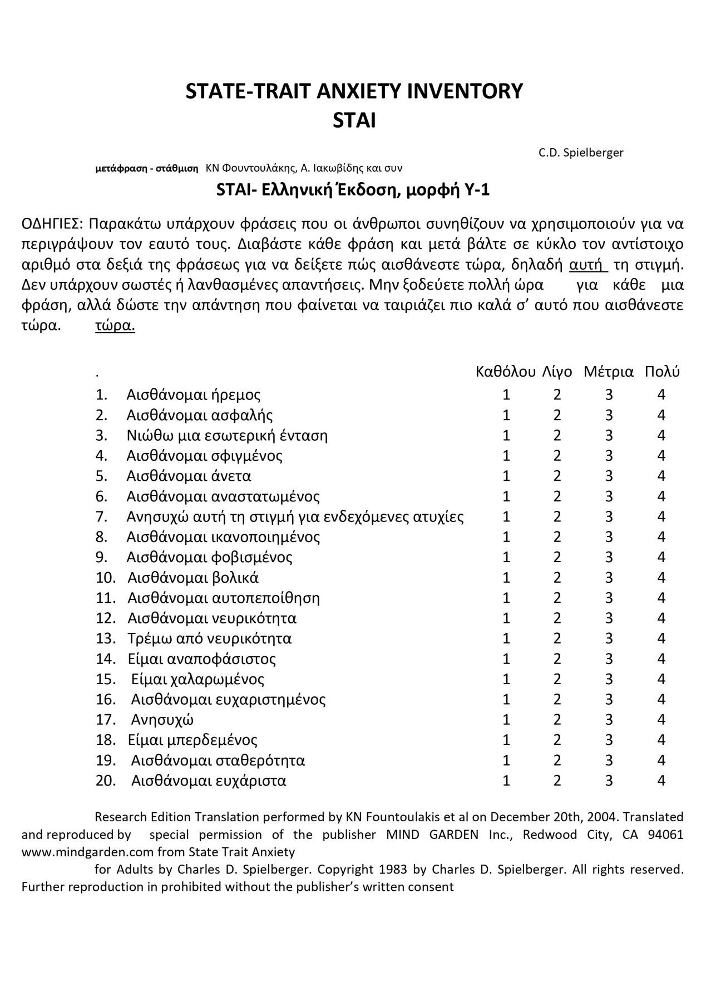 STATE-TRAIT ANXIETY INVENTORY
STAI
C.D. Spielberger
μετάφραση - στάθμιση ΚΝ Φουντουλάκης, Α. Ιακωβίδης και συν
STAI- Ελληνική Έκδοση, μορφή Υ-1
ΟΔΗΓΙΕΣ: Παρακάτω υπάρχουν φράσεις που οι άνθρωποι συνηθίζουν να χρησιμοποιούν για να
περιγράψουν τον εαυτό τους. Διαβάστε κάθε φράση και μετά βάλτε σε κύκλο τον αντίστοιχο
αριθμό στα δεξιά της φράσεως για να δείξετε πώς αισθάνεστε τώρα, δηλαδή αυτή τη στιγμή.
Δεν υπάρχουν σωστές ή λανθασμένες απαντήσεις. Μην ξοδεύετε πολλή ώρα για κάθε μια
φράση, αλλά δώστε την απάντηση που φαίνεται να ταιριάζει πιο καλά σ’ αυτό που αισθάνεστε
τώρα. τώρα.
. Καθόλου Λίγο Μέτρια Πολύ
1. Αισθάνομαι ήρεμος 1 2 3 4
2. Αισθάνομαι ασφαλής 1 2 3 4
3. Νιώθω μια εσωτερική ένταση 1 2 3 4
4. Αισθάνομαι σφιγμένος 1 2 3 4
5. Αισθάνομαι άνετα 1 2 3 4
6. Αισθάνομαι αναστατωμένος 1 2 3 4
7. Ανησυχώ αυτή τη στιγμή για ενδεχόμενες ατυχίες 1 2 3 4
8. Αισθάνομαι ικανοποιημένος 1 2 3 4
9. Αισθάνομαι φοβισμένος 1 2 3 4
10. Αισθάνομαι βολικά 1 2 3 4
11. Αισθάνομαι αυτοπεποίθηση 1 2 3 4
12. Αισθάνομαι νευρικότητα 1 2 3 4
13. Τρέμω από νευρικότητα 1 2 3 4
14. Είμαι αναποφάσιστος 1 2 3 4
15. Είμαι χαλαρωμένος 1 2 3 4
16. Αισθάνομαι ευχαριστημένος 1 2 3 4
17. Ανησυχώ 1 2 3 4
18. Είμαι μπερδεμένος 1 2 3 4
19. Αισθάνομαι σταθερότητα 1 2 3 4
20. Αισθάνομαι ευχάριστα 1 2 3 4
Research Edition Translation performed by KN Fountoulakis et al on December 20th, 2004. Translated
and reproduced by special permission of the publisher MIND GARDEN Inc., Redwood City, CA 94061
www.mindgarden.com from State Trait Anxiety
for Adults by Charles D. Spielberger. Copyright 1983 by Charles D. Spielberger. All rights reserved.
Further reproduction in prohibited without the publisher’s written consent